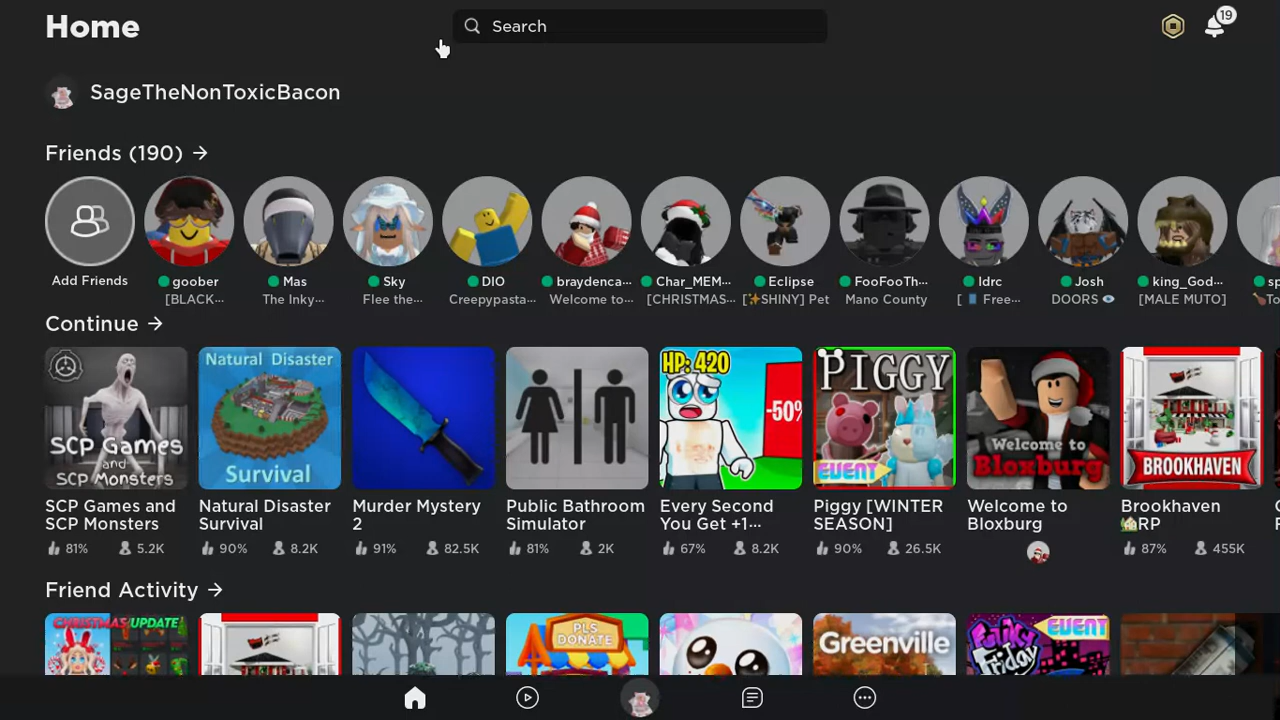 Home
Search
19
SageTheNonToxicBacon
Friends (190) →
Add Friends
goober
[BLACK...
Mas
The Inky...
Sky
Flee the...
DIO
Creepypasta...
braydenca...
Welcome to...
Char_MEM...
[CHRISTMAS...
Eclipse
[✨SHINY] Pet
FooFooTh...
Mano County
Idrc
Free...
Josh
DOORS 👁
king_God...
[MALE MUTO]
sp
To
Continue →
SCP Games
and
SCP Monsters
Natural Disaster
Survival
HP: 420
-50%
PIGGY
EVENT
Welcome to
Bloxburg
BROOKHAVEN
SCP Games and
SCP Monsters
81% 5.2K
Natural Disaster
Survival
90% 8.2K
Murder Mystery
2
91% 82.5K
Public Bathroom
Simulator
81% 2K
Every Second
You Get +1...
67% 8.2K
Piggy [WINTER
SEASON]
90% 26.5K
Welcome to
Bloxburg
Brookhaven
🏡RP
87% 455K
Friend Activity →
CHRISTMAS UPDATE
PLS
DONATE
Greenville
Funky
Friday
EVENT